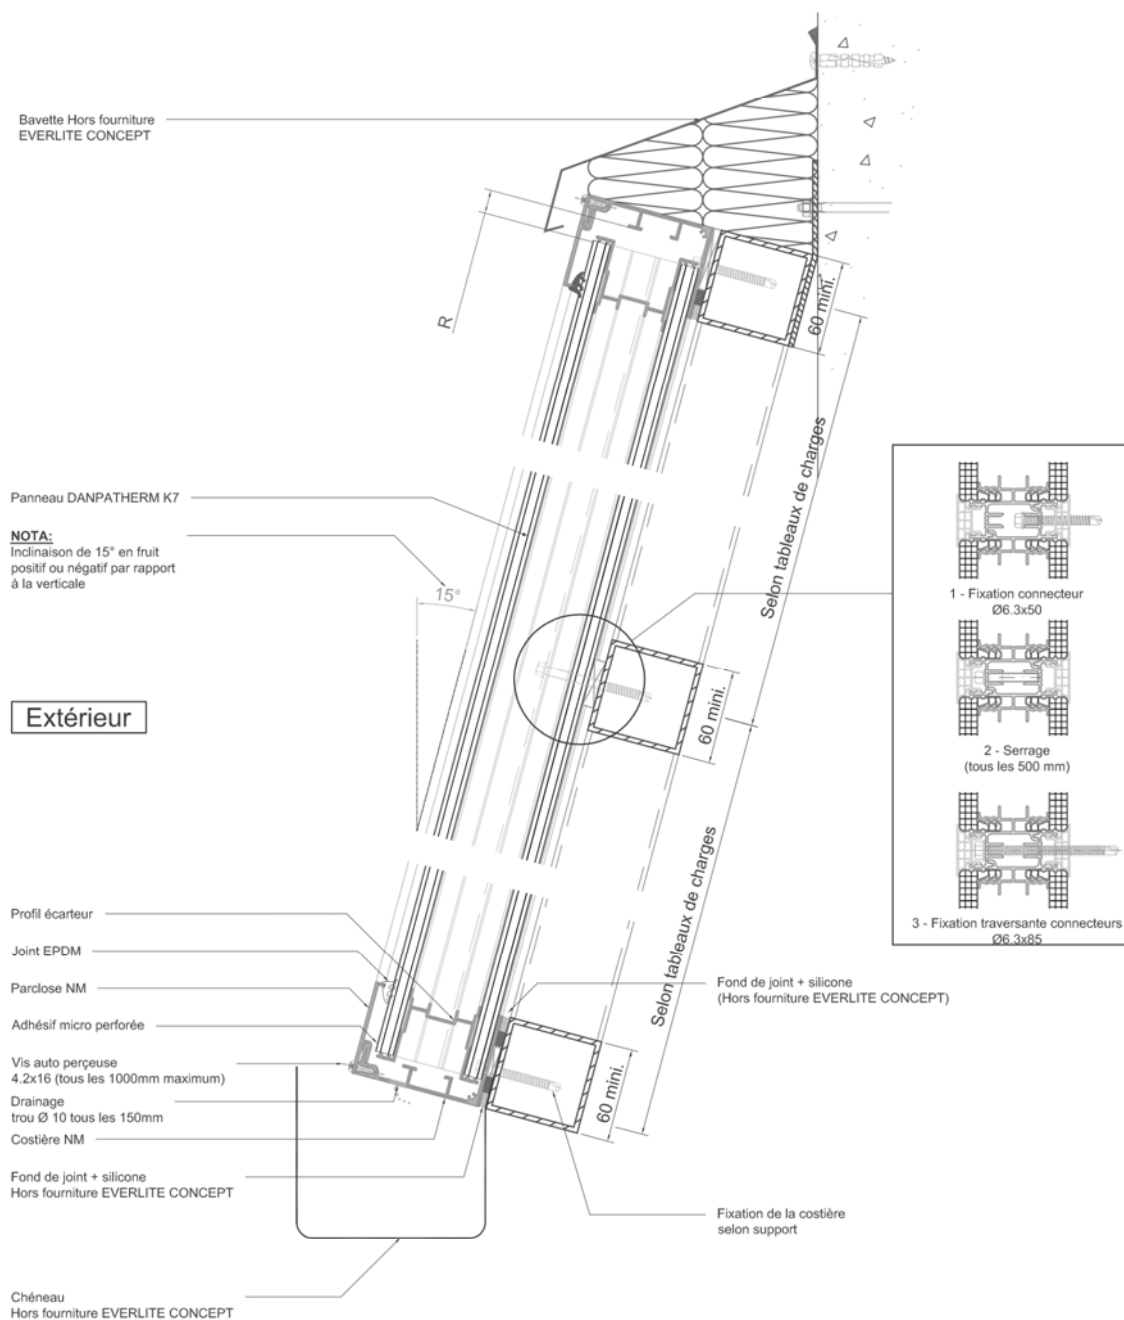 Bavette Hors fourniture
EVERLITE CONCEPT
R
60 mini.
Selon tableaux de charges
Panneau DANPATHERM K7
NOTA:
Inclinaison de 15° en fruit
positif ou négatif par rapport
à la verticale
15°
1 - Fixation connecteur
Ø6.3x50
Extérieur
60 mini.
2 - Serrage
(tous les 500 mm)
Selon tableaux de charges
3 - Fixation traversante connecteurs
Ø6.3x85
Profil écarteur
Joint EPDM
Parclose NM
Adhésif micro perforée
Vis auto perçeuse
4.2x16 (tous les 1000mm maximum)
Drainage
trou Ø 10 tous les 150mm
Costière NM
Fond de joint + silicone
Hors fourniture EVERLITE CONCEPT
Fond de joint + silicone
(Hors fourniture EVERLITE CONCEPT)
60 mini.
Fixation de la costière
selon support
Chéneau
Hors fourniture EVERLITE CONCEPT